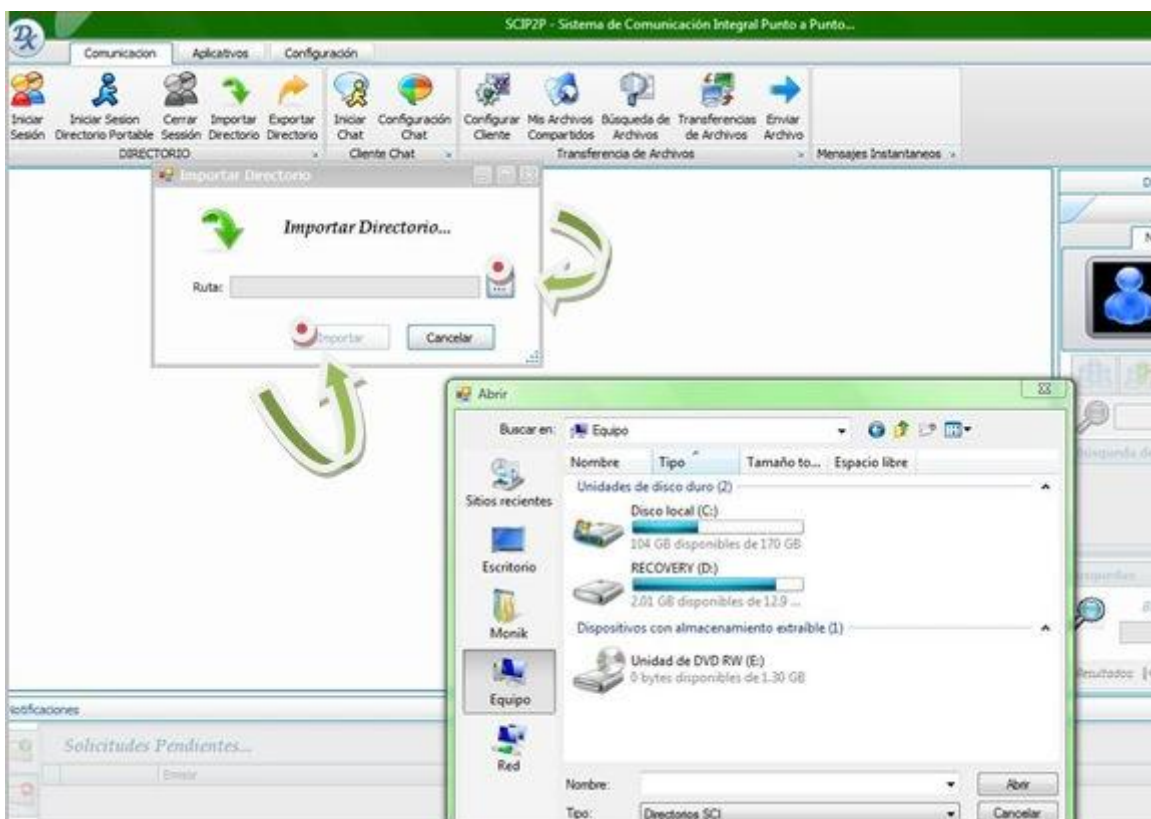 SCIP2P - Sistema de Comunicación Integral Punto a Punto...
Comunicacion Aplicativos Configuración
Iniciar Sesión
Iniciar Sesion Directorio Portable
Cerrar Sessión
Importar Directorio
Exportar Directorio
Iniciar Chat
Configuración Chat
Configurar Cliente
Mis Archivos Compartidos
Búsqueda de Archivos
Transferencias de Archivos
Enviar Archivo
DIRECTORIO Cliente Chat Transferencia de Archivos Mensajes Instantaneos
Importar Directorio
Importar Directorio...
Ruta:
Importar Cancelar
Abrir
Buscar en: Equipo
Nombre Tipo Tamaño to... Espacio libre
Sitios recientes
Escritorio
Monik
Equipo
Red
Unidades de disco duro (2)
Disco local (C:)
104 GB disponibles de 170 GB
RECOVERY (D:)
2.01 GB disponibles de 12.9 ...
Dispositivos con almacenamiento extraíble (1)
Unidad de DVD RW (E:)
0 bytes disponibles de 1.30 GB
Nombre: Abrir
Tipo: Directorios SCI Cancelar
Solicitudes Pendientes...